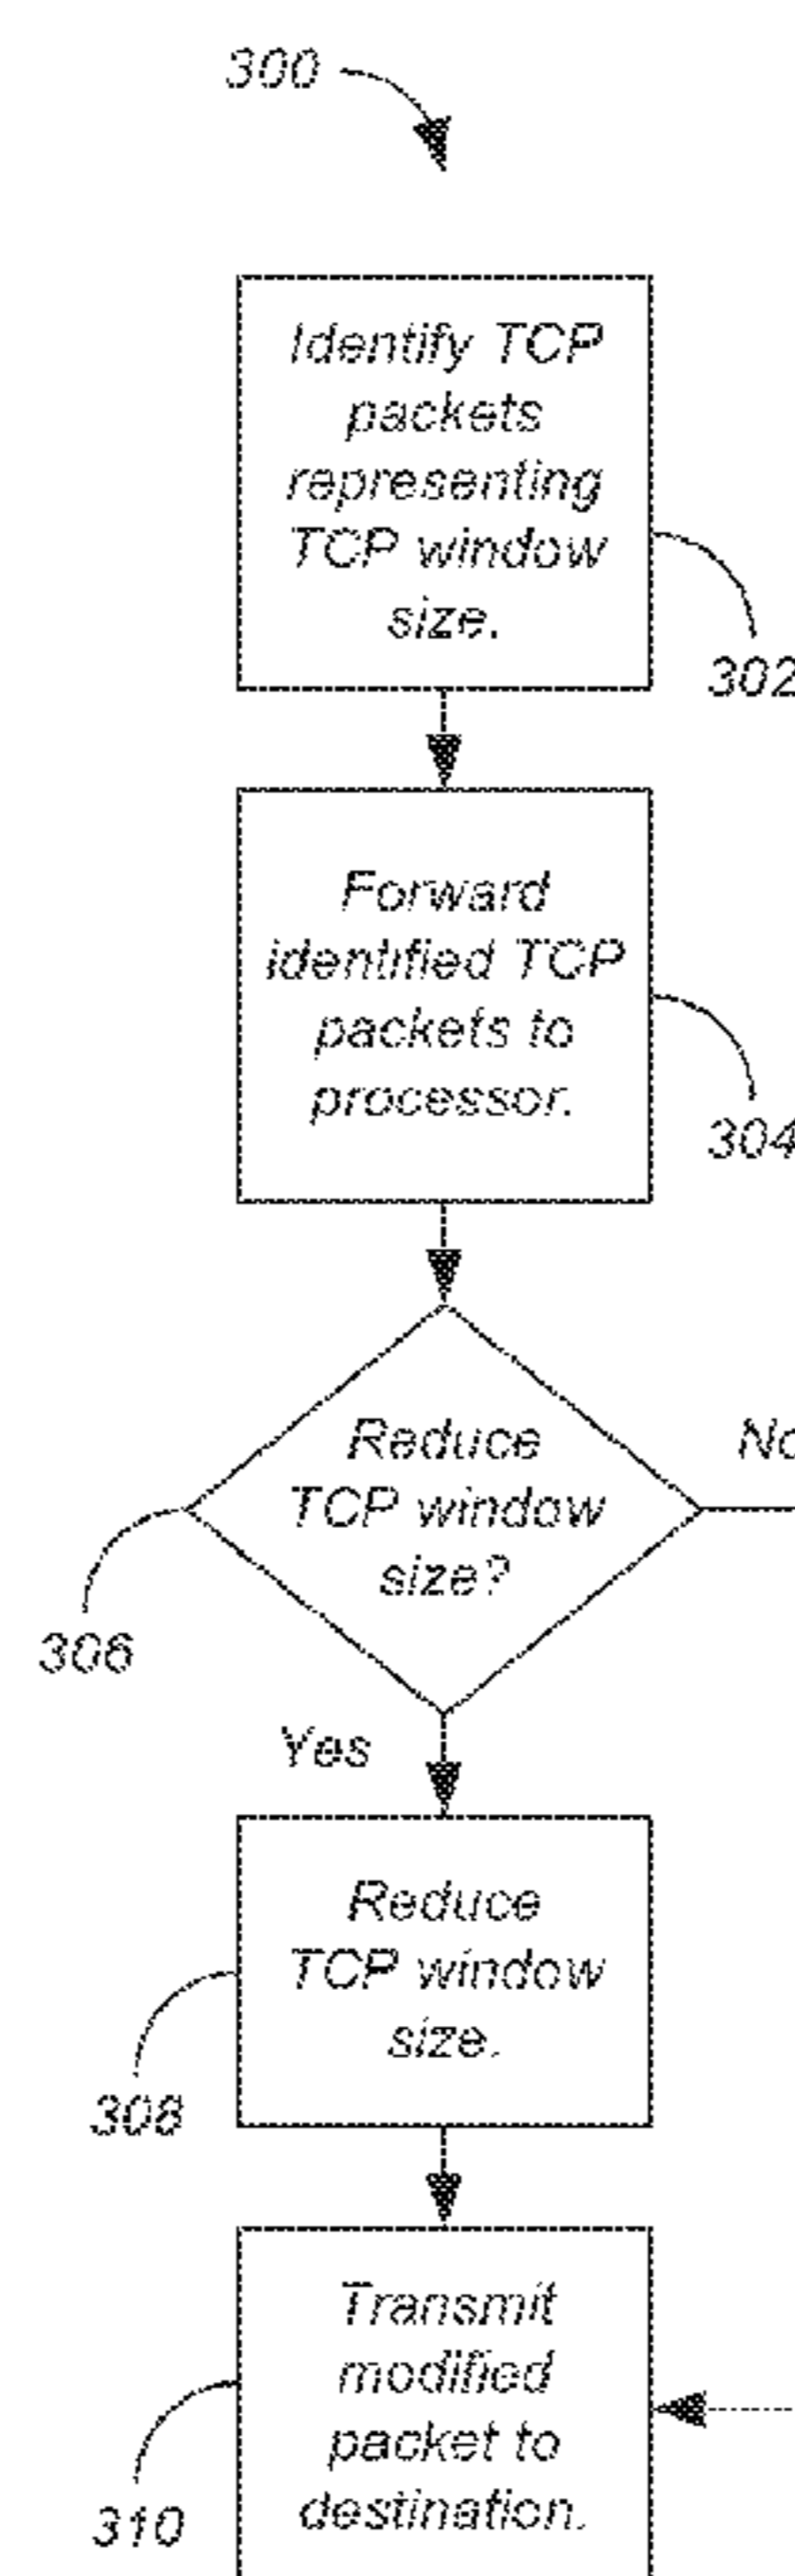 300
Identify TCP
packets
representing
TCP window
size.
302
Forward
identified TCP
packets to
processor.
304
Reduce
TCP window
size?
No
306
Yes
Reduce
TCP window
size.
308
Transmit
modified
packet to
destination.
310